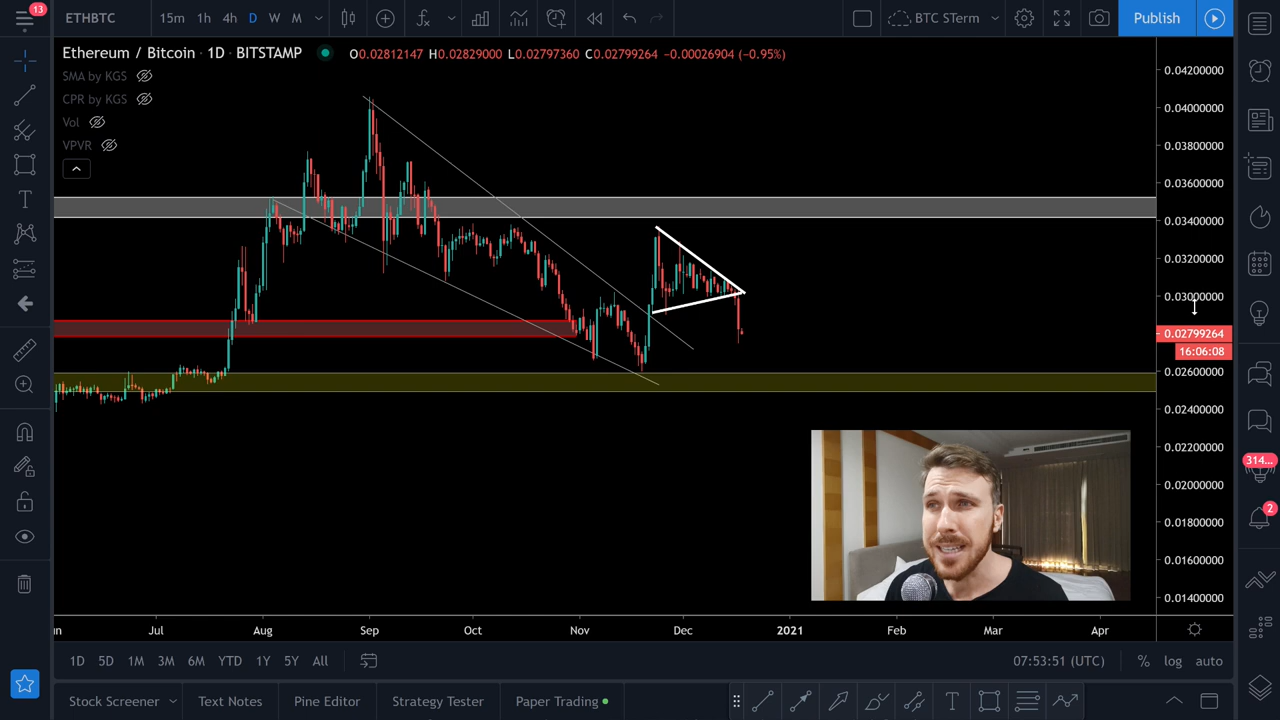 13
ETHBTC
15m 1h 4h D W M
BTC STerm
Publish
Ethereum / Bitcoin · 1D · BITSTAMP
O0.02812147 H0.02829000 L0.02797360 C0.02799264 −0.00026904 (−0.95%)
SMA by KGS
CPR by KGS
Vol
VPVR
0.04200000
0.04000000
0.03800000
0.03600000
0.03400000
0.03200000
0.03000000
0.02799264
16:06:08
0.02600000
0.02400000
0.02200000
0.02000000
0.01800000
0.01600000
0.01400000
314...
2
un Jul Aug Sep Oct Nov Dec 2021 Feb Mar Apr
1D 5D 1M 3M 6M YTD 1Y 5Y All
07:53:51 (UTC) % log auto
Stock Screener Text Notes Pine Editor Strategy Tester Paper Trading